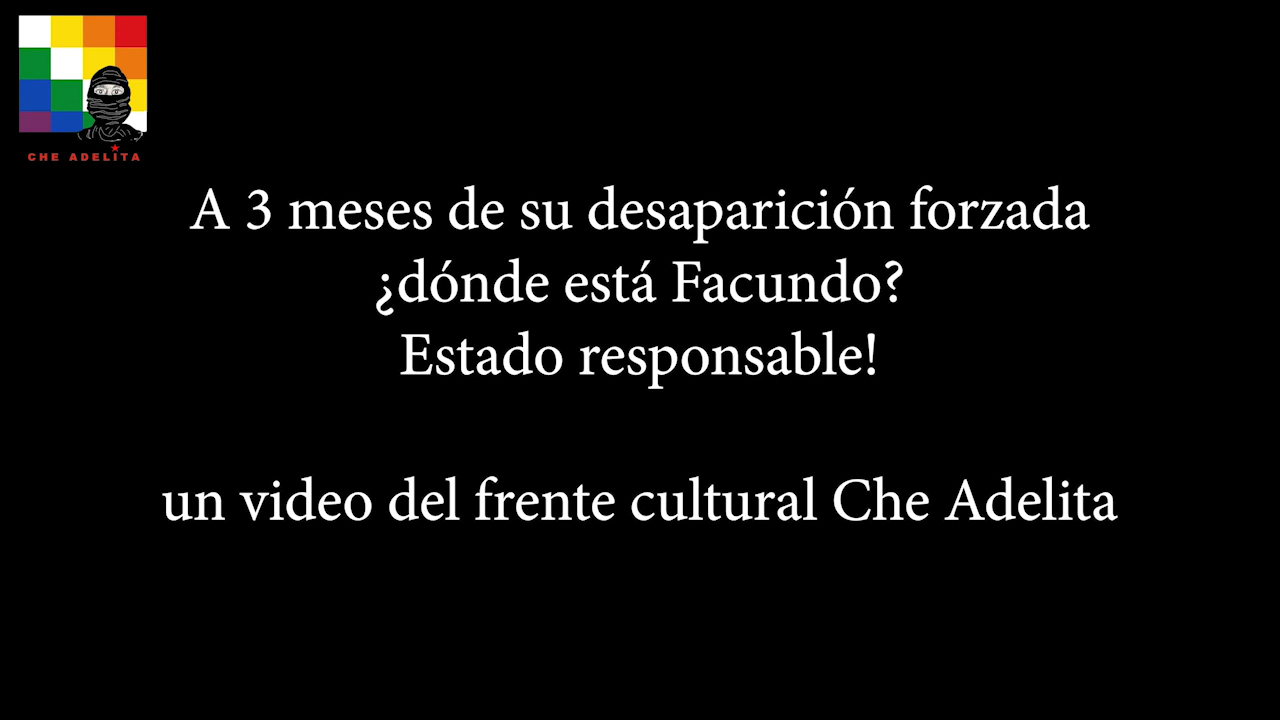 CHE ADELITA
A 3 meses de su desaparición forzada
¿dónde está Facundo?
Estado responsable!
un video del frente cultural Che Adelita